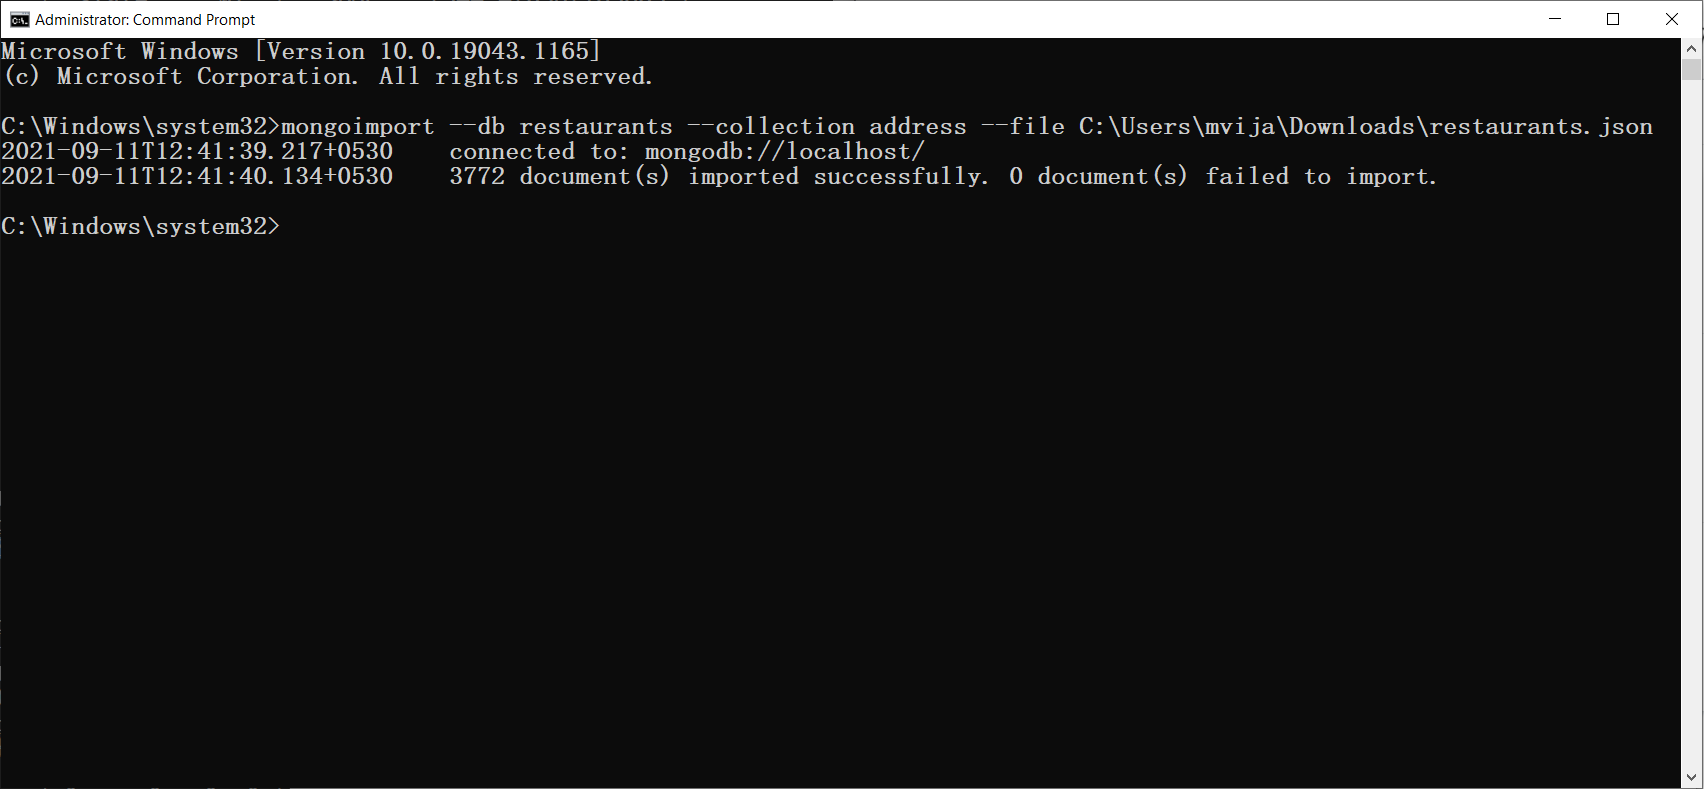 Administrator: Command Prompt
Microsoft Windows [Version 10.0.19043.1165]
(c) Microsoft Corporation. All rights reserved.
C:\Windows\system32>mongoimport --db restaurants --collection address --file C:\Users\mvija\Downloads\restaurants.json
2021-09-11T12:41:39.217+0530    connected to: mongodb://localhost/
2021-09-11T12:41:40.134+0530    3772 document(s) imported successfully. 0 document(s) failed to import.
C:\Windows\system32>